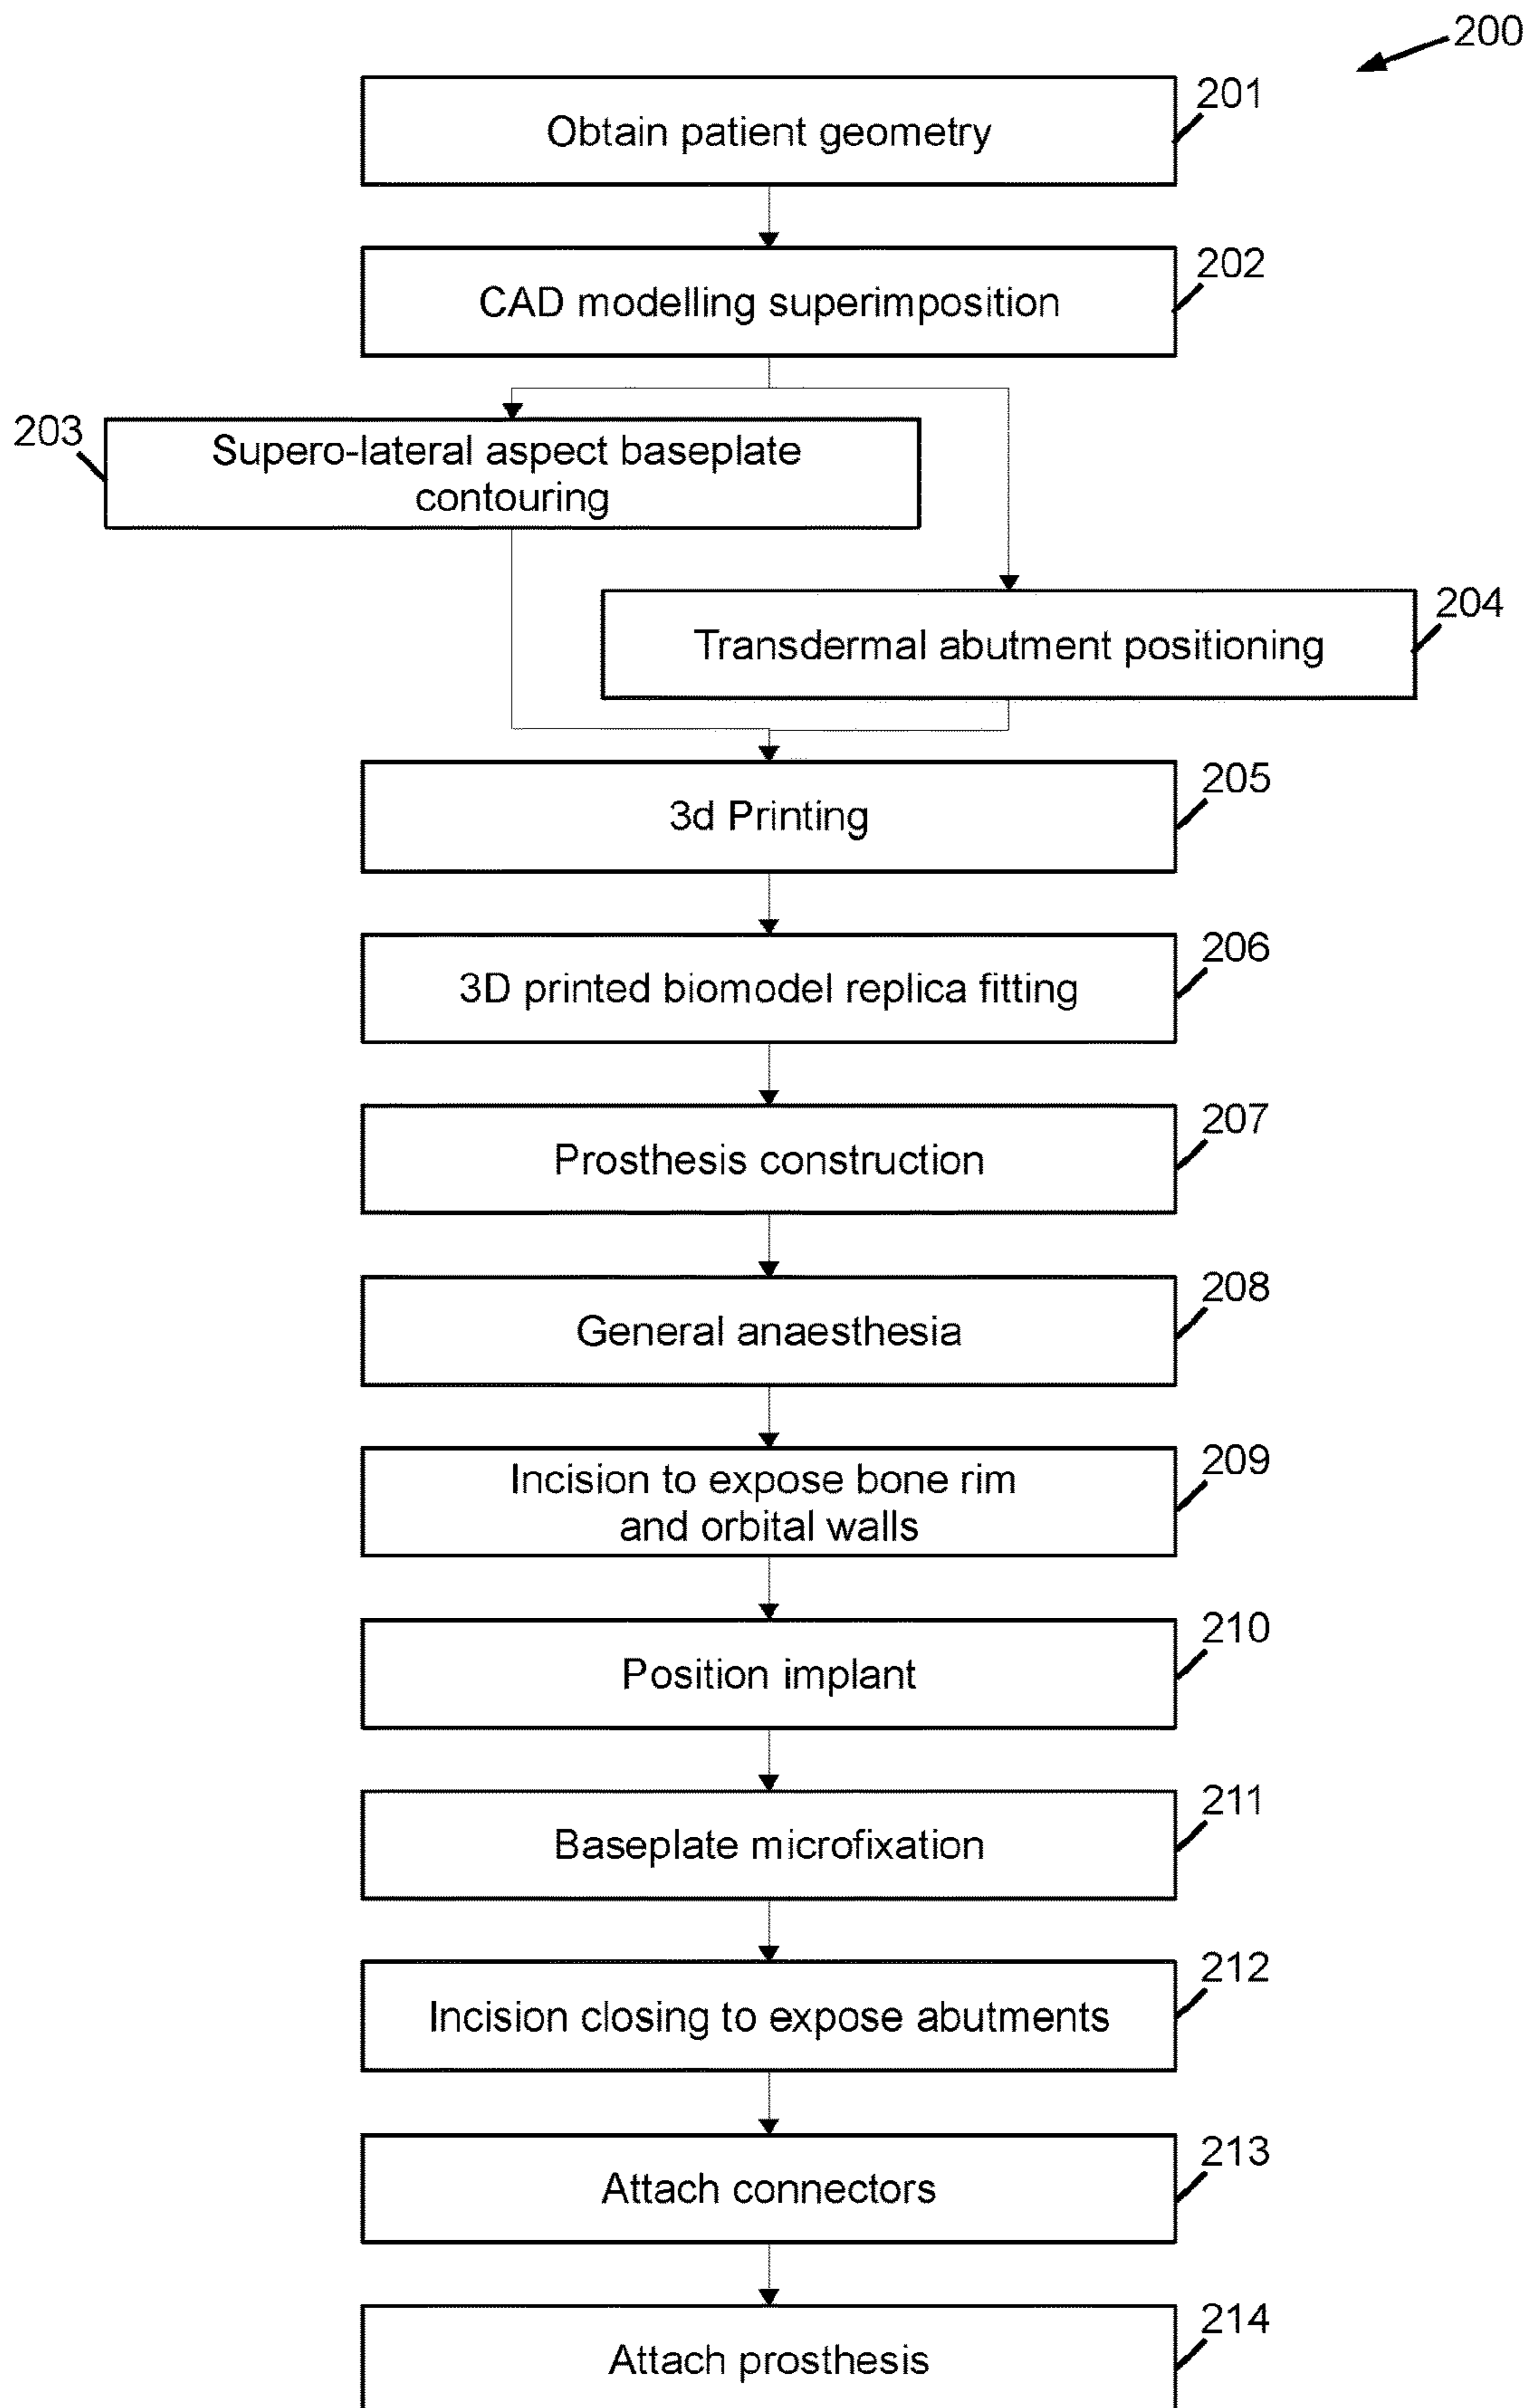 200
201
Obtain patient geometry
202
CAD modelling superimposition
203
Supero-lateral aspect baseplate
contouring
204
Transdermal abutment positioning
205
3d Printing
206
3D printed biomodel replica fitting
207
Prosthesis construction
208
General anaesthesia
209
Incision to expose bone rim
and orbital walls
210
Position implant
211
Baseplate microfixation
212
Incision closing to expose abutments
213
Attach connectors
214
Attach prosthesis